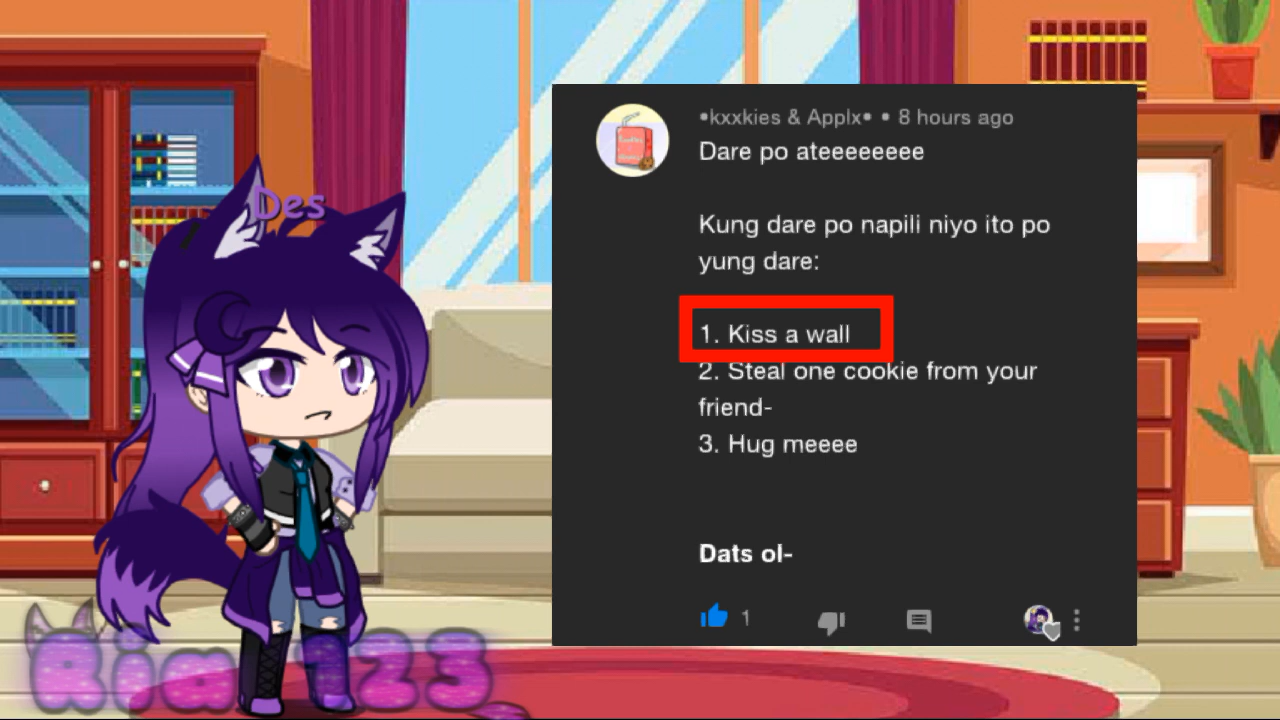 •kxxkies & Applx• • 8 hours ago
Dare po ateeeeeeee
Kung dare po napili niyo ito po
yung dare:
1. Kiss a wall
2. Steal one cookie from your
friend-
3. Hug meeee
Dats ol-
1
Des